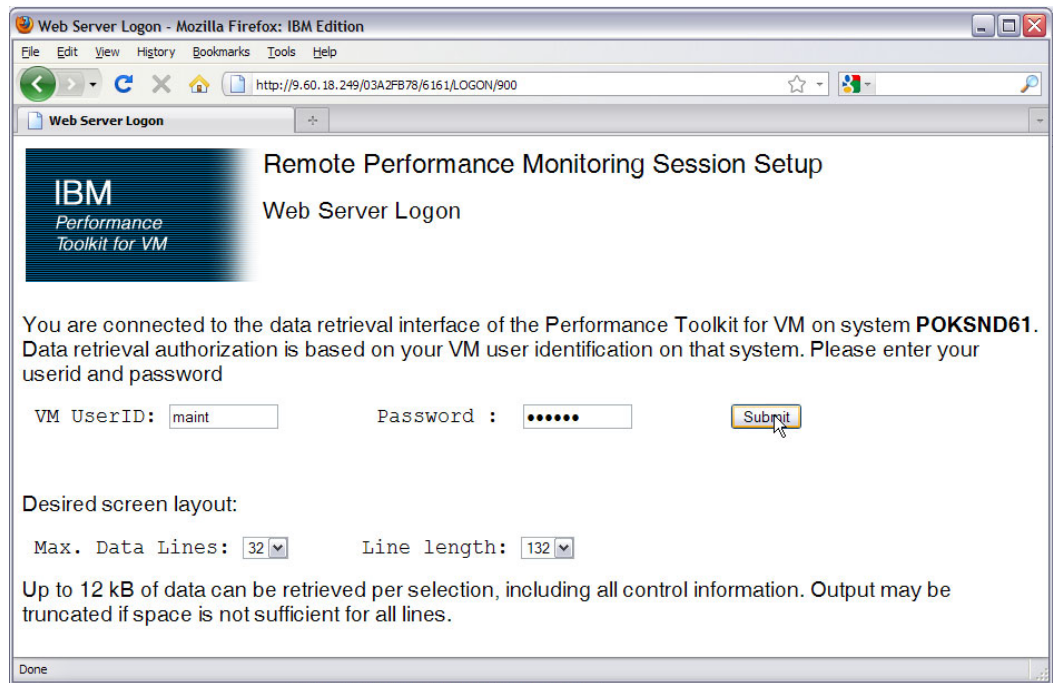 Web Server Logon - Mozilla Firefox: IBM Edition
File Edit View History Bookmarks Tools Help
http://9.60.18.249/03A2FB78/6161/LOGON/900
Web Server Logon
IBM
Performance
Toolkit for VM
Remote Performance Monitoring Session Setup
Web Server Logon
You are connected to the data retrieval interface of the Performance Toolkit for VM on system POKSND61.
Data retrieval authorization is based on your VM user identification on that system. Please enter your
userid and password
VM UserID: maint Password : •••••• Submit
Desired screen layout:
Max. Data Lines: 32 Line length: 132
Up to 12 kB of data can be retrieved per selection, including all control information. Output may be
truncated if space is not sufficient for all lines.
Done